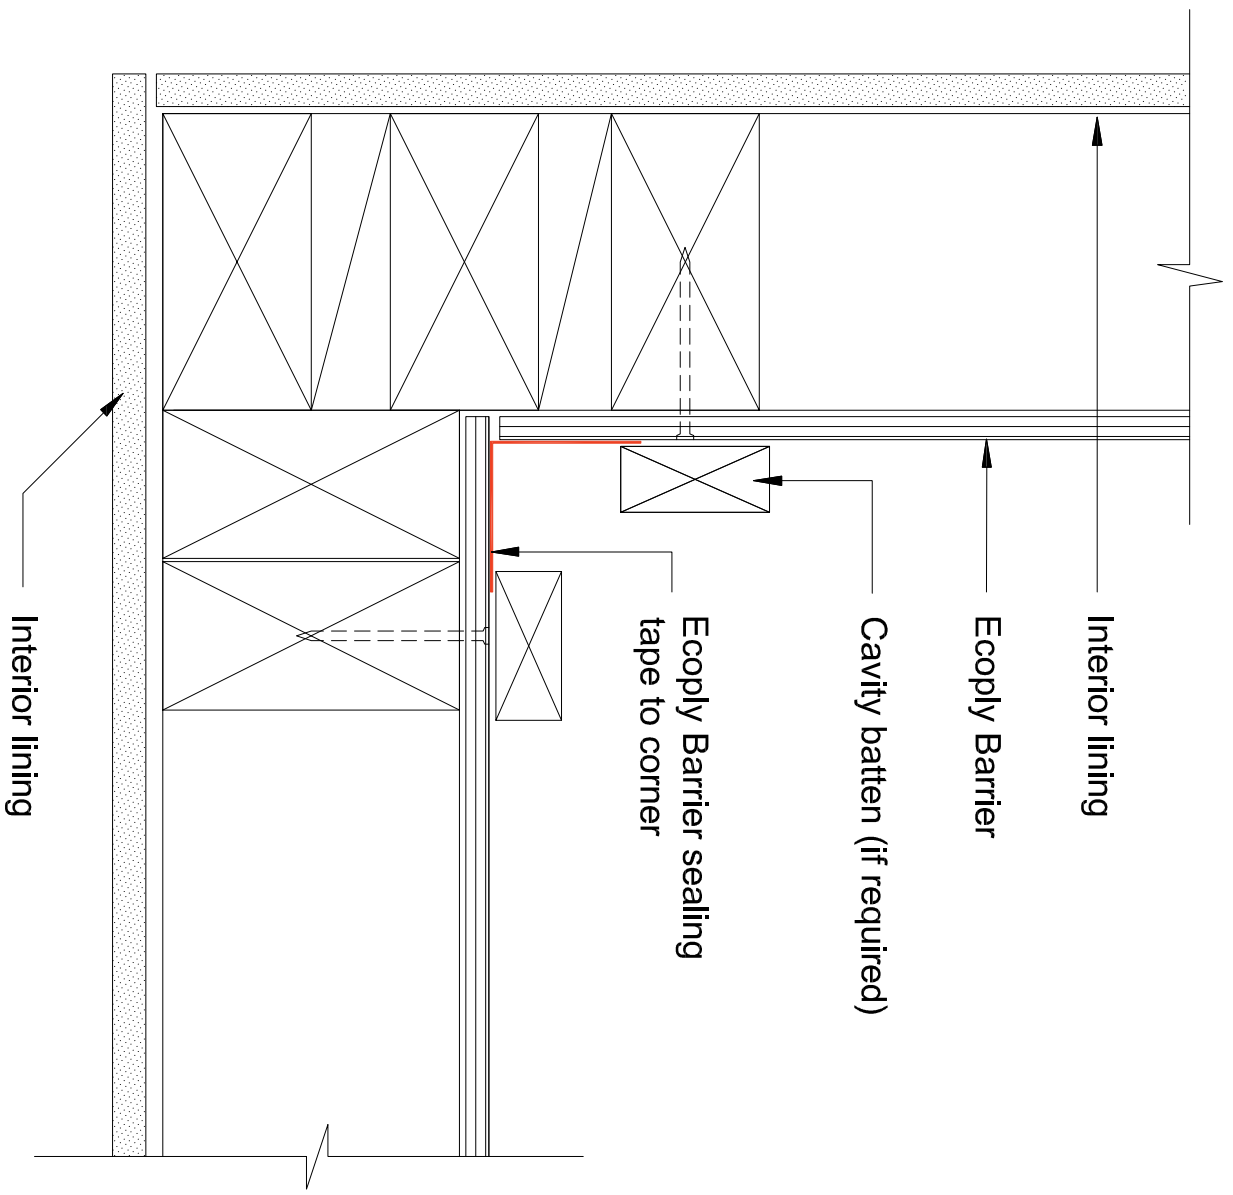 Interior lining
Ecoply Barrier
Cavity batten (if required)
Ecoply Barrier sealing
tape to corner
Interior lining